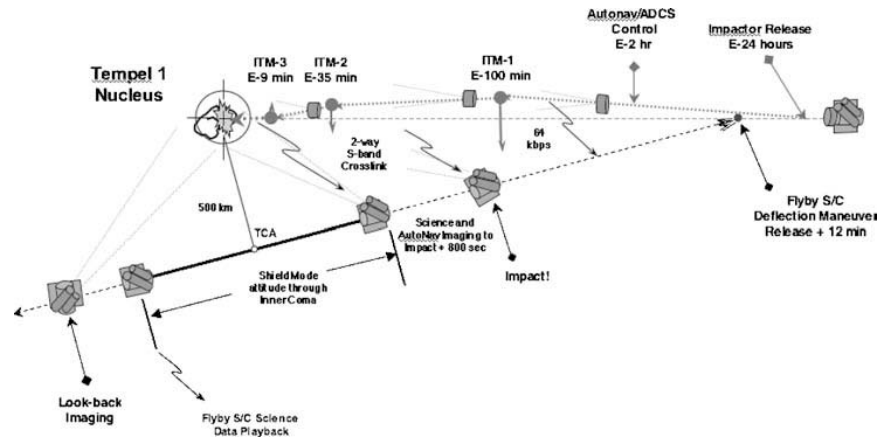 Autonav/ADCS
Control
E-2 hr
Impactor Release
E-24 hours
ITM-3
E-9 min
ITM-2
E-35 min
ITM-1
E-100 min
Tempel 1
Nucleus
2-way
S-band
Crosslink
64
kbps
500 km
TCA
Science and
AutoNav Imaging to
Impact + 800 sec
Flyby S/C
Deflection Maneuver
Release + 12 min
Shield Mode
attitude through
Inner Coma
Impact!
Look-back
Imaging
Flyby S/C Science
Data Playback